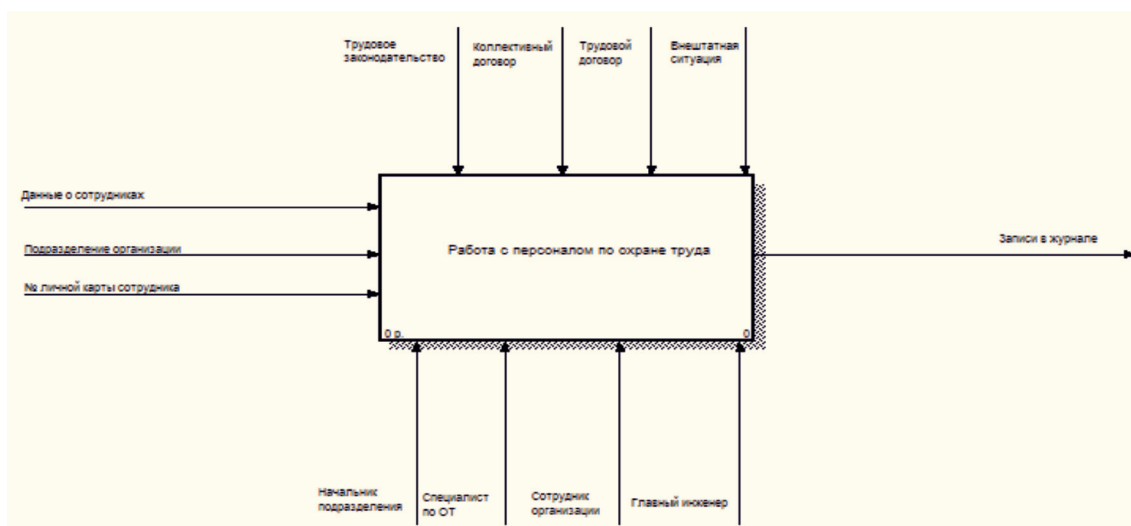 Трудовое
законодательство
Коллективный
договор
Трудовой
договор
Внештатная
ситуация
Данные о сотрудниках
Подразделение организации
№ личной карты сотрудника
Работа с персоналом по охране труда
0 р.
0
Записи в журнале
Начальник
подразделения
Специалист
по ОТ
Сотрудник
организации
Главный инженер